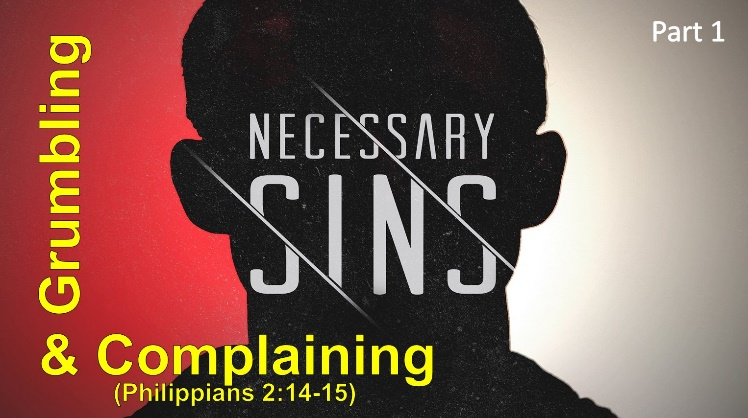 Part 1
NECESSARY
SINS
Grumbling
& Complaining
(Philippians 2:14-15)